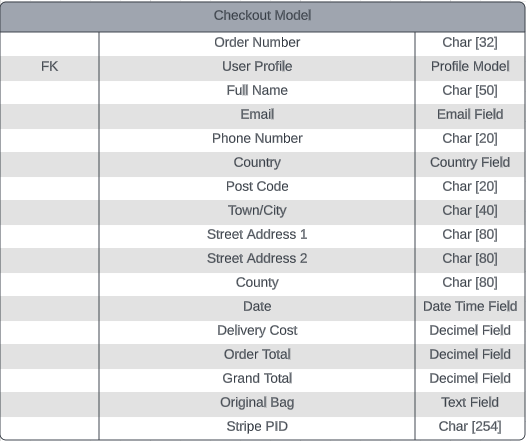 Checkout Model
Order Number Char [32]
FK User Profile Profile Model
Full Name Char [50]
Email Email Field
Phone Number Char [20]
Country Country Field
Post Code Char [20]
Town/City Char [40]
Street Address 1 Char [80]
Street Address 2 Char [80]
County Char [80]
Date Date Time Field
Delivery Cost Decimel Field
Order Total Decimel Field
Grand Total Decimel Field
Original Bag Text Field
Stripe PID Char [254]